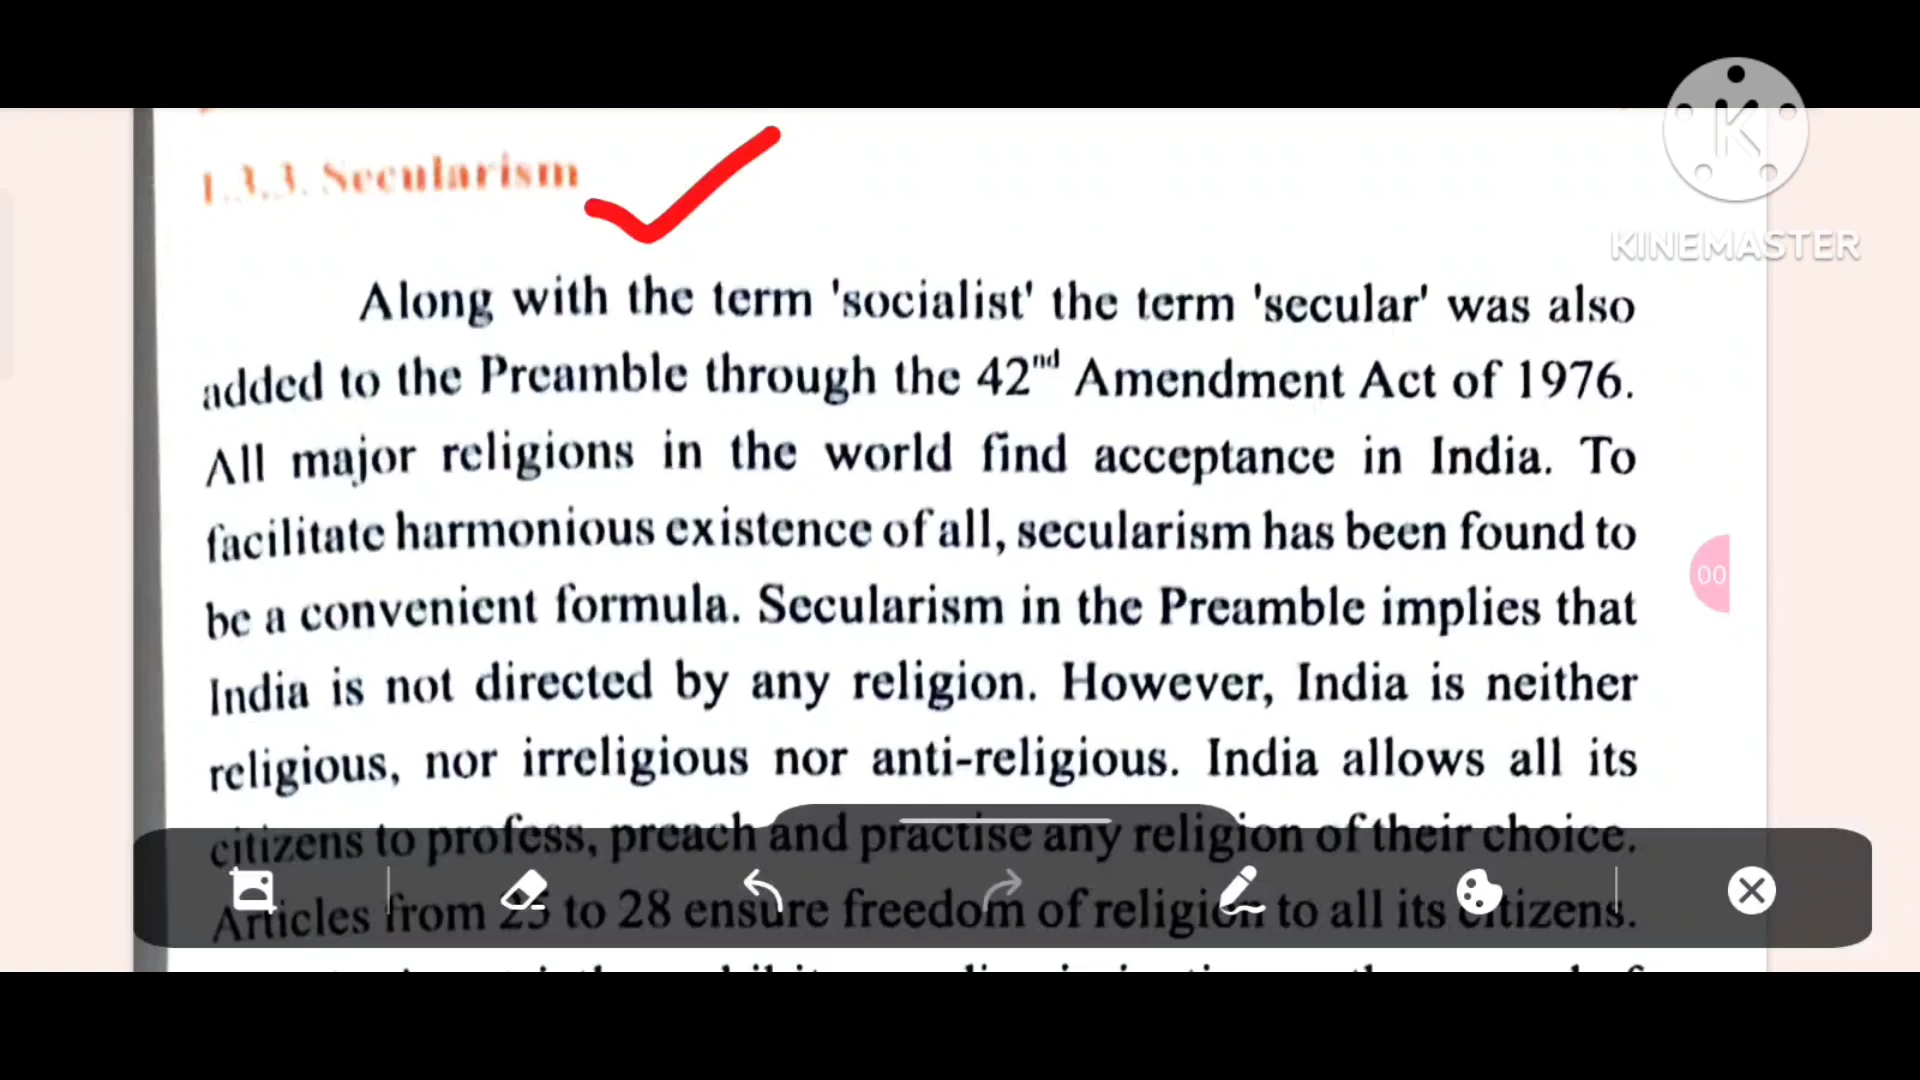 1.3.3. Secularism
K
KINEMASTER
Along with the term 'socialist' the term 'secular' was also
added to the Preamble through the 42nd Amendment Act of 1976.
All major religions in the world find acceptance in India. To
facilitate harmonious existence of all, secularism has been found to
be a convenient formula. Secularism in the Preamble implies that
00
India is not directed by any religion. However, India is neither
religious, nor irreligious nor anti-religious. India allows all its
citizens to profess, preach and practise any religion of their choice.
Articles from 25 to 28 ensure freedom of religion to all its citizens.